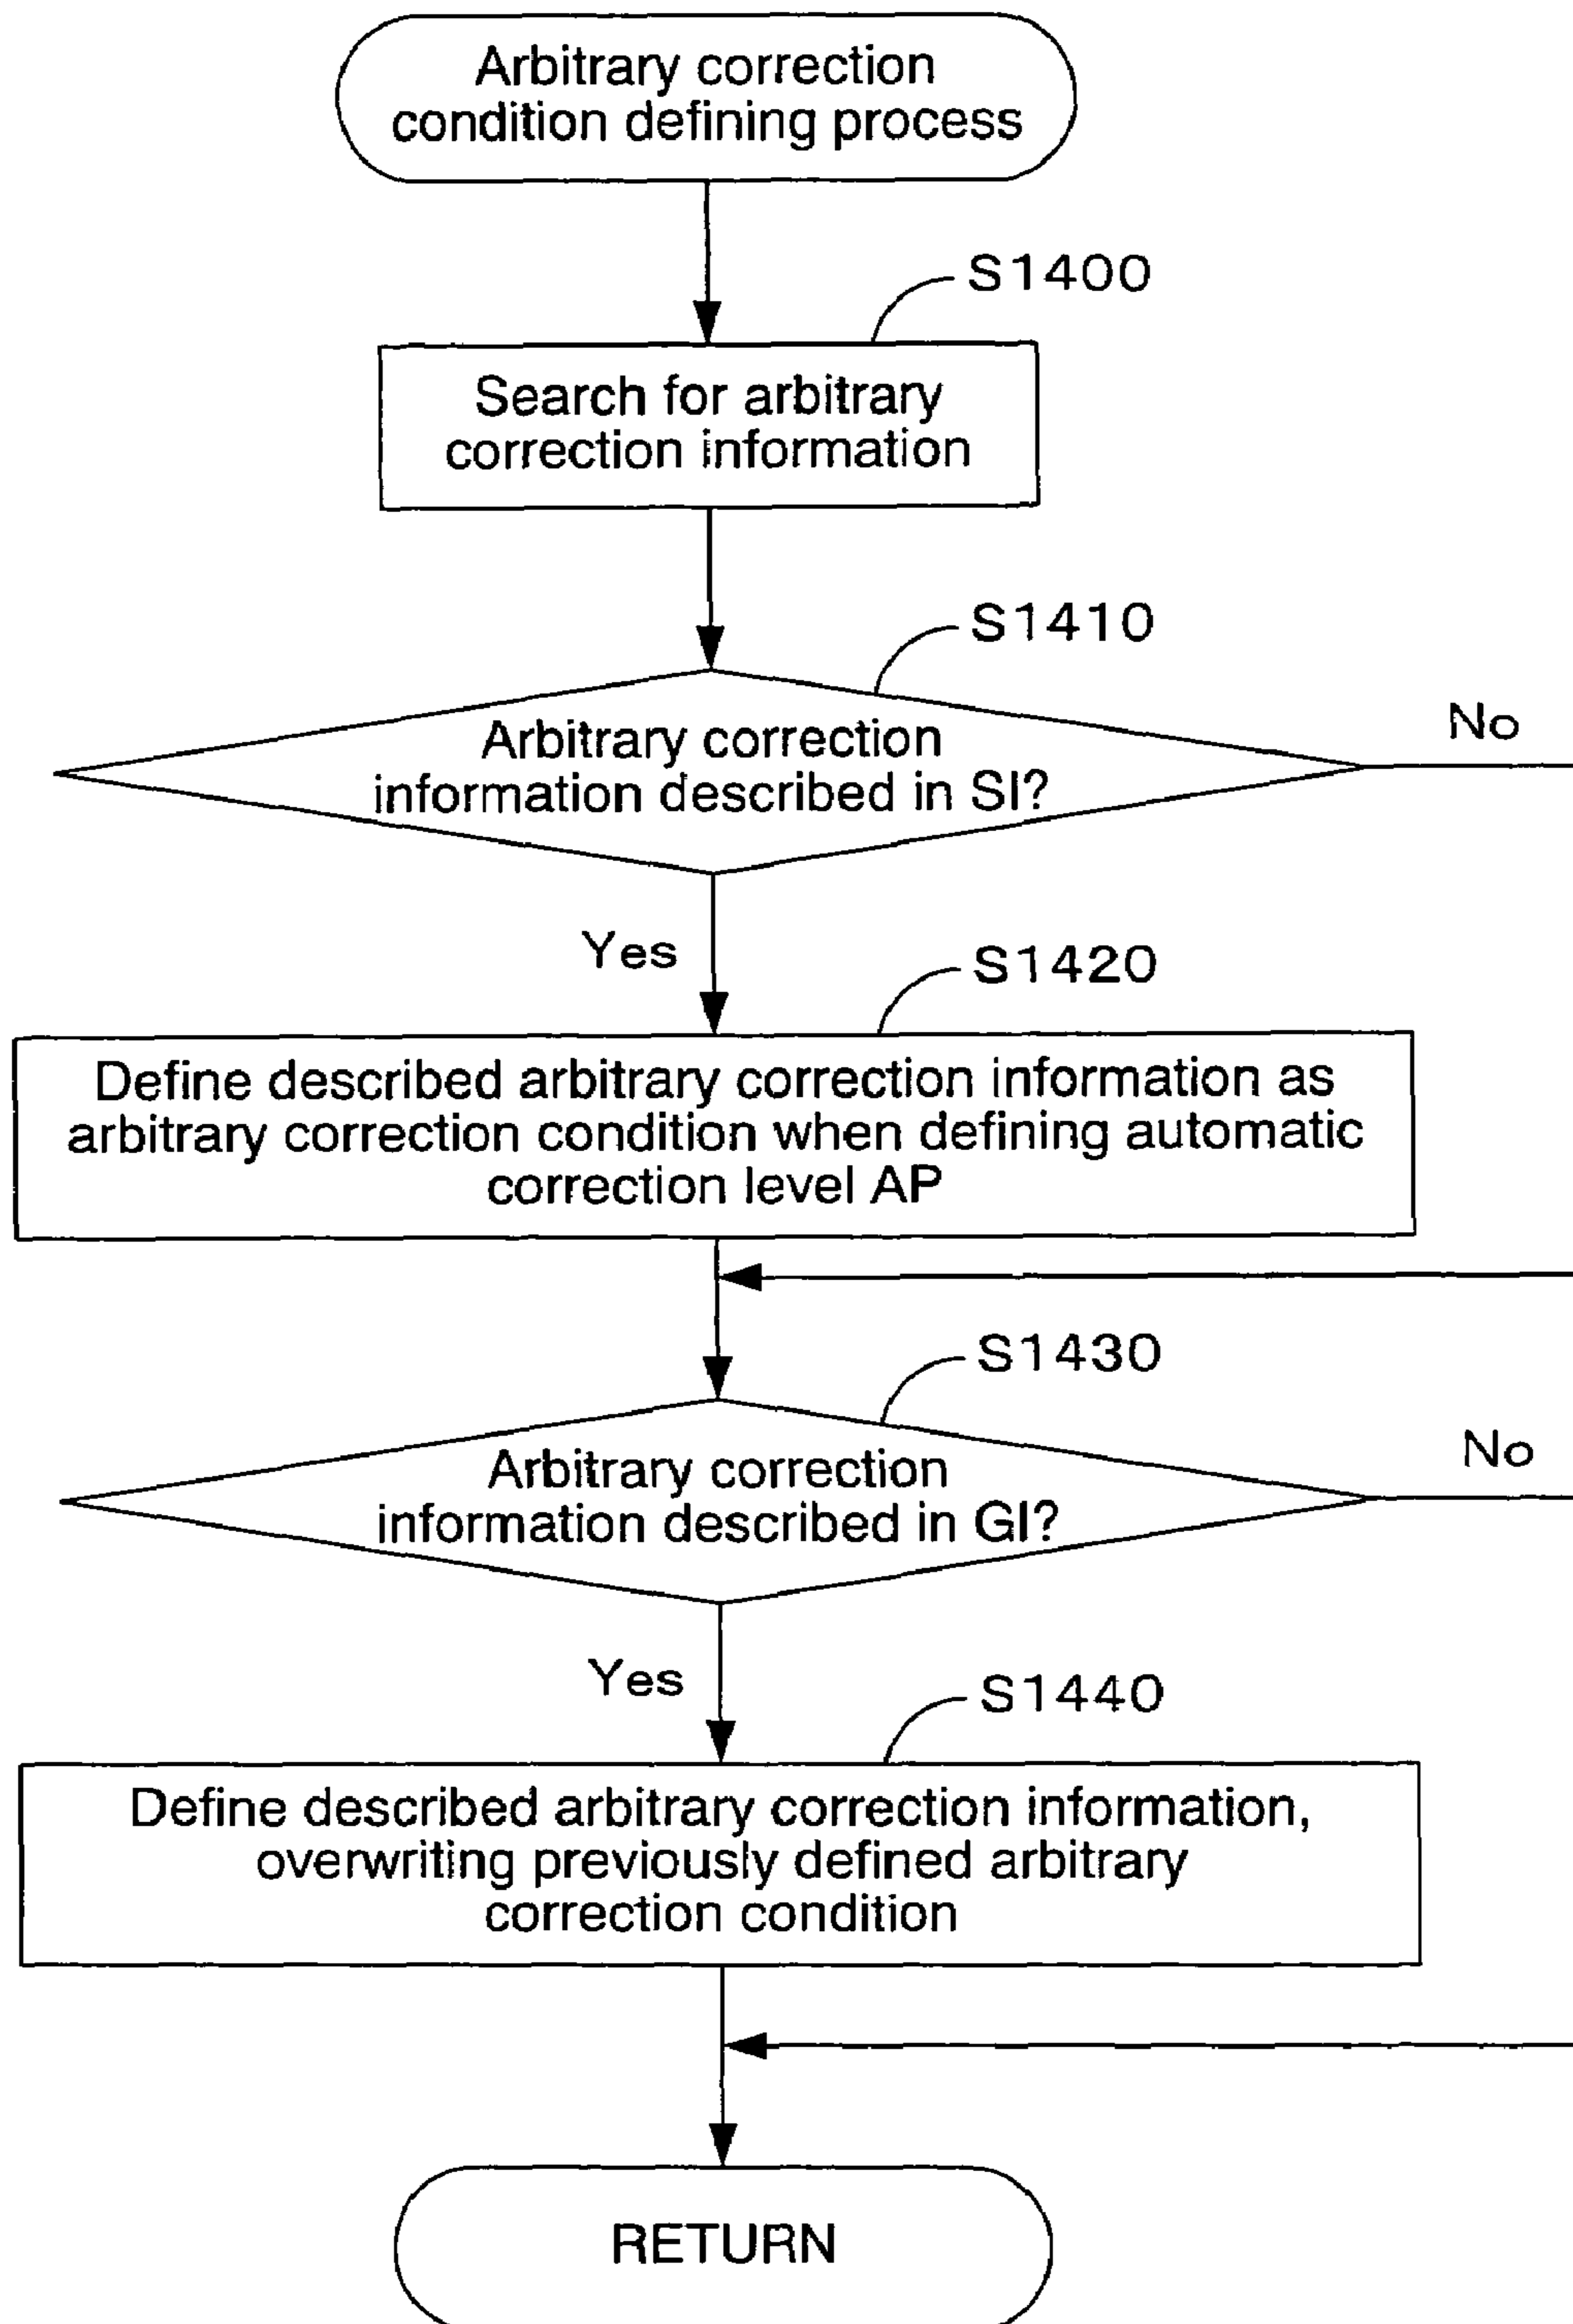 Arbitrary correction
condition defining process
S1400
Search for arbitrary
correction information
S1410
Arbitrary correction
information described in SI?
No
Yes
S1420
Define described arbitrary correction information as
arbitrary correction condition when defining automatic
correction level AP
S1430
Arbitrary correction
information described in GI?
No
Yes
S1440
Define described arbitrary correction information,
overwriting previously defined arbitrary
correction condition
RETURN